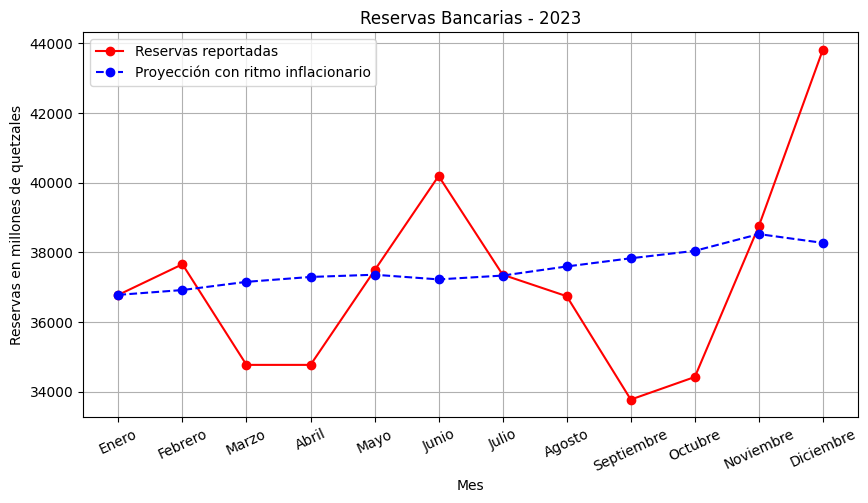 Reservas Bancarias - 2023
Reservas reportadas
Proyección con ritmo inflacionario
Reservas en millones de quetzales
44000
42000
40000
38000
36000
34000
Enero
Febrero
Marzo
Abril
Mayo
Junio
Julio
Agosto
Septiembre
Octubre
Noviembre
Diciembre
Mes